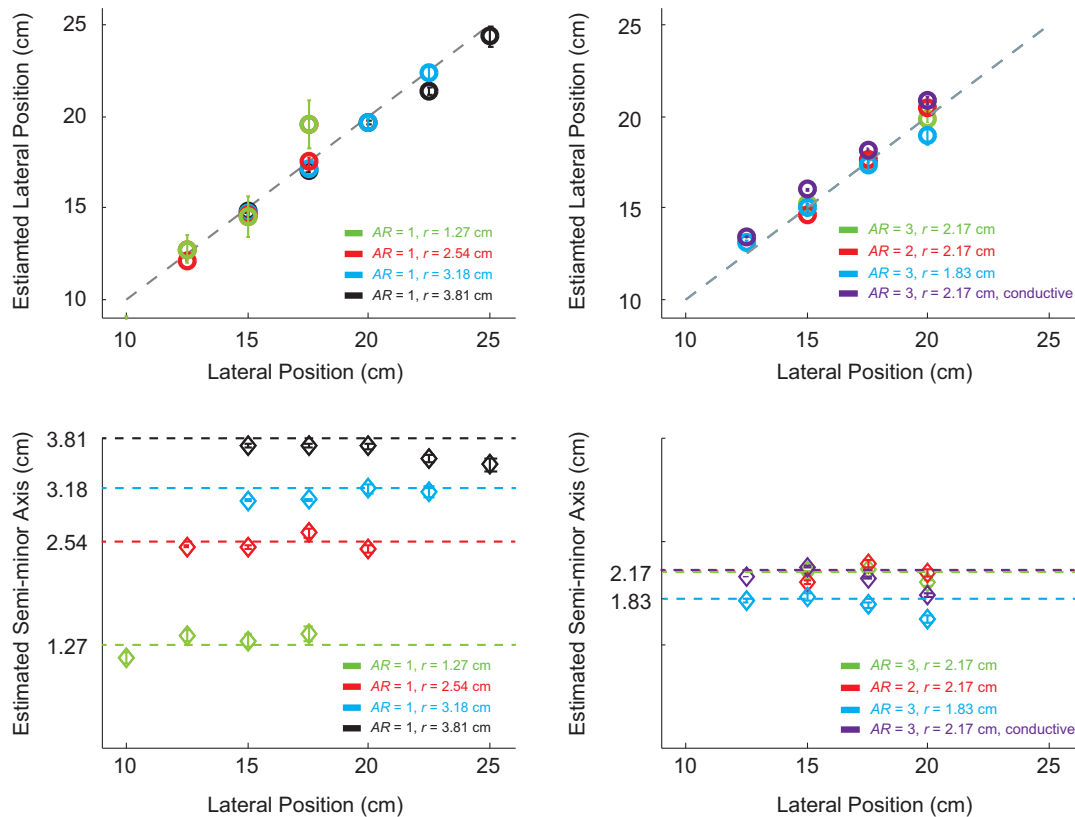 Estiamted Lateral Position (cm)
25
20
15
10
AR = 1, r = 1.27 cm
AR = 1, r = 2.54 cm
AR = 1, r = 3.18 cm
AR = 1, r = 3.81 cm
10 15 20 25
Lateral Position (cm)
Estiamted Lateral Position (cm)
25
20
15
10
AR = 3, r = 2.17 cm
AR = 2, r = 2.17 cm
AR = 3, r = 1.83 cm
AR = 3, r = 2.17 cm, conductive
10 15 20 25
Lateral Position (cm)
Estimated Semi-minor Axis (cm)
3.81
3.18
2.54
1.27
AR = 1, r = 1.27 cm
AR = 1, r = 2.54 cm
AR = 1, r = 3.18 cm
AR = 1, r = 3.81 cm
10 15 20 25
Lateral Position (cm)
Estimated Semi-minor Axis (cm)
2.17
1.83
AR = 3, r = 2.17 cm
AR = 2, r = 2.17 cm
AR = 3, r = 1.83 cm
AR = 3, r = 2.17 cm, conductive
10 15 20 25
Lateral Position (cm)